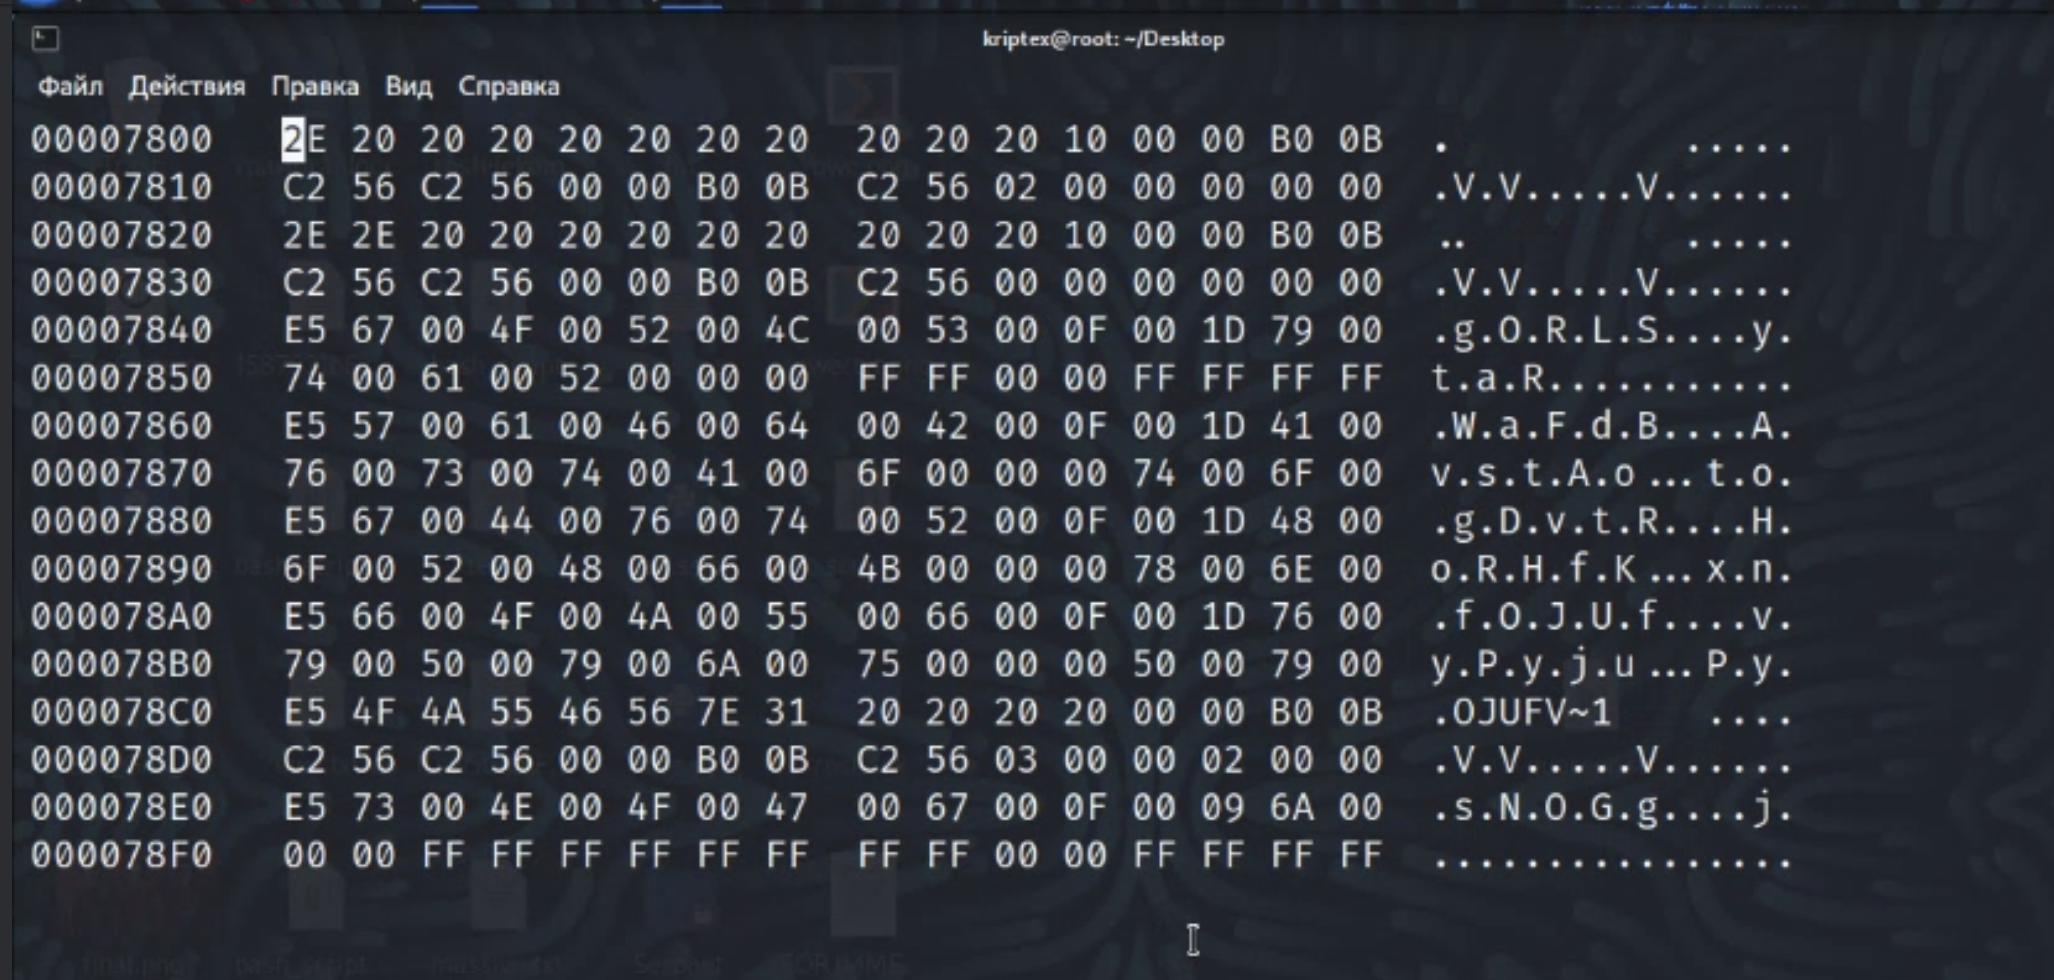 kriptex@root: ~/Desktop
Файл Действия Правка Вид Справка
00007800 2E 20 20 20 20 20 20 20 20 20 20 10 00 00 B0 0B . .....
00007810 C2 56 C2 56 00 00 B0 0B C2 56 02 00 00 00 00 00 .V.V.....V......
00007820 2E 2E 20 20 20 20 20 20 20 20 20 10 00 00 B0 0B .. .....
00007830 C2 56 C2 56 00 00 B0 0B C2 56 00 00 00 00 00 00 .V.V.....V......
00007840 E5 67 00 4F 00 52 00 4C 00 53 00 0F 00 1D 79 00 .g.O.R.L.S....y.
00007850 74 00 61 00 52 00 00 00 FF FF 00 00 FF FF FF FF t.a.R...........
00007860 E5 57 00 61 00 46 00 64 00 42 00 0F 00 1D 41 00 .W.a.F.d.B....A.
00007870 76 00 73 00 74 00 41 00 6F 00 00 00 74 00 6F 00 v.s.t.A.o...t.o.
00007880 E5 67 00 44 00 76 00 74 00 52 00 0F 00 1D 48 00 .g.D.v.t.R....H.
00007890 6F 00 52 00 48 00 66 00 4B 00 00 00 78 00 6E 00 o.R.H.f.K...x.n.
000078A0 E5 66 00 4F 00 4A 00 55 00 66 00 0F 00 1D 76 00 .f.O.J.U.f....v.
000078B0 79 00 50 00 79 00 6A 00 75 00 00 00 50 00 79 00 y.P.y.j.u...P.y.
000078C0 E5 4F 4A 55 46 56 7E 31 20 20 20 20 00 00 B0 0B .OJUFV~1 ....
000078D0 C2 56 C2 56 00 00 B0 0B C2 56 03 00 00 02 00 00 .V.V.....V......
000078E0 E5 73 00 4E 00 4F 00 47 00 67 00 0F 00 09 6A 00 .s.N.O.G.g....j.
000078F0 00 00 FF FF FF FF FF FF FF FF 00 00 FF FF FF FF ................